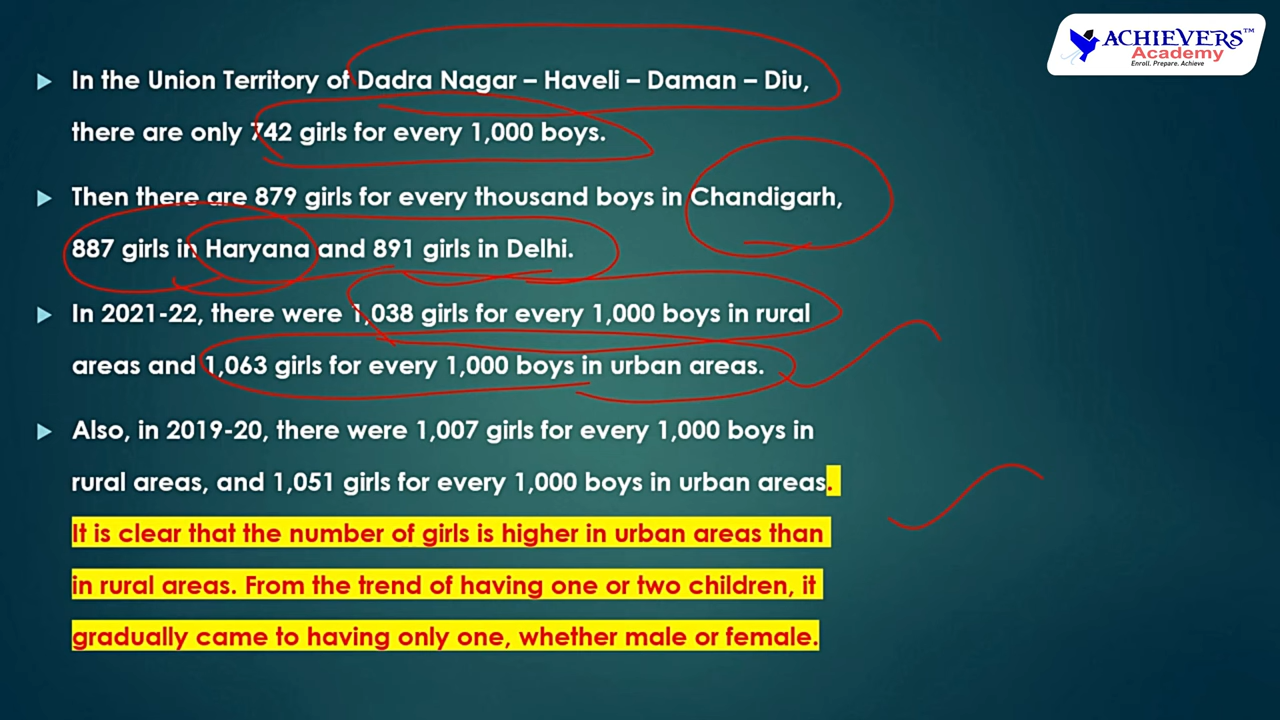 ACHIEVERS™
Academy
Enroll. Prepare. Achieve
In the Union Territory of Dadra Nagar – Haveli – Daman – Diu,
there are only 742 girls for every 1,000 boys.
Then there are 879 girls for every thousand boys in Chandigarh,
887 girls in Haryana and 891 girls in Delhi.
In 2021-22, there were 1,038 girls for every 1,000 boys in rural
areas and 1,063 girls for every 1,000 boys in urban areas.
Also, in 2019-20, there were 1,007 girls for every 1,000 boys in
rural areas, and 1,051 girls for every 1,000 boys in urban areas.
It is clear that the number of girls is higher in urban areas than
in rural areas. From the trend of having one or two children, it
gradually came to having only one, whether male or female.